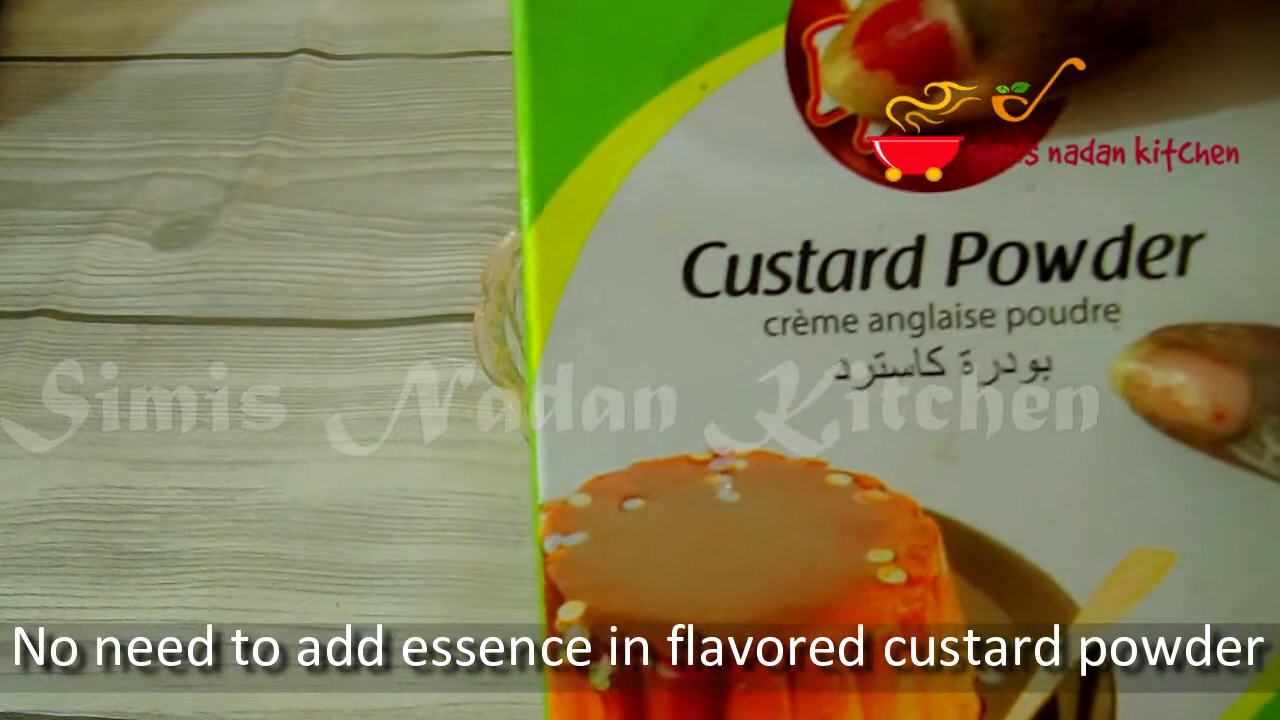 simis nadan kitchen
Custard Powder
crème anglaise poudre
بودرة كاسترد
Simis Nadan Kitchen
No need to add essence in flavored custard powder